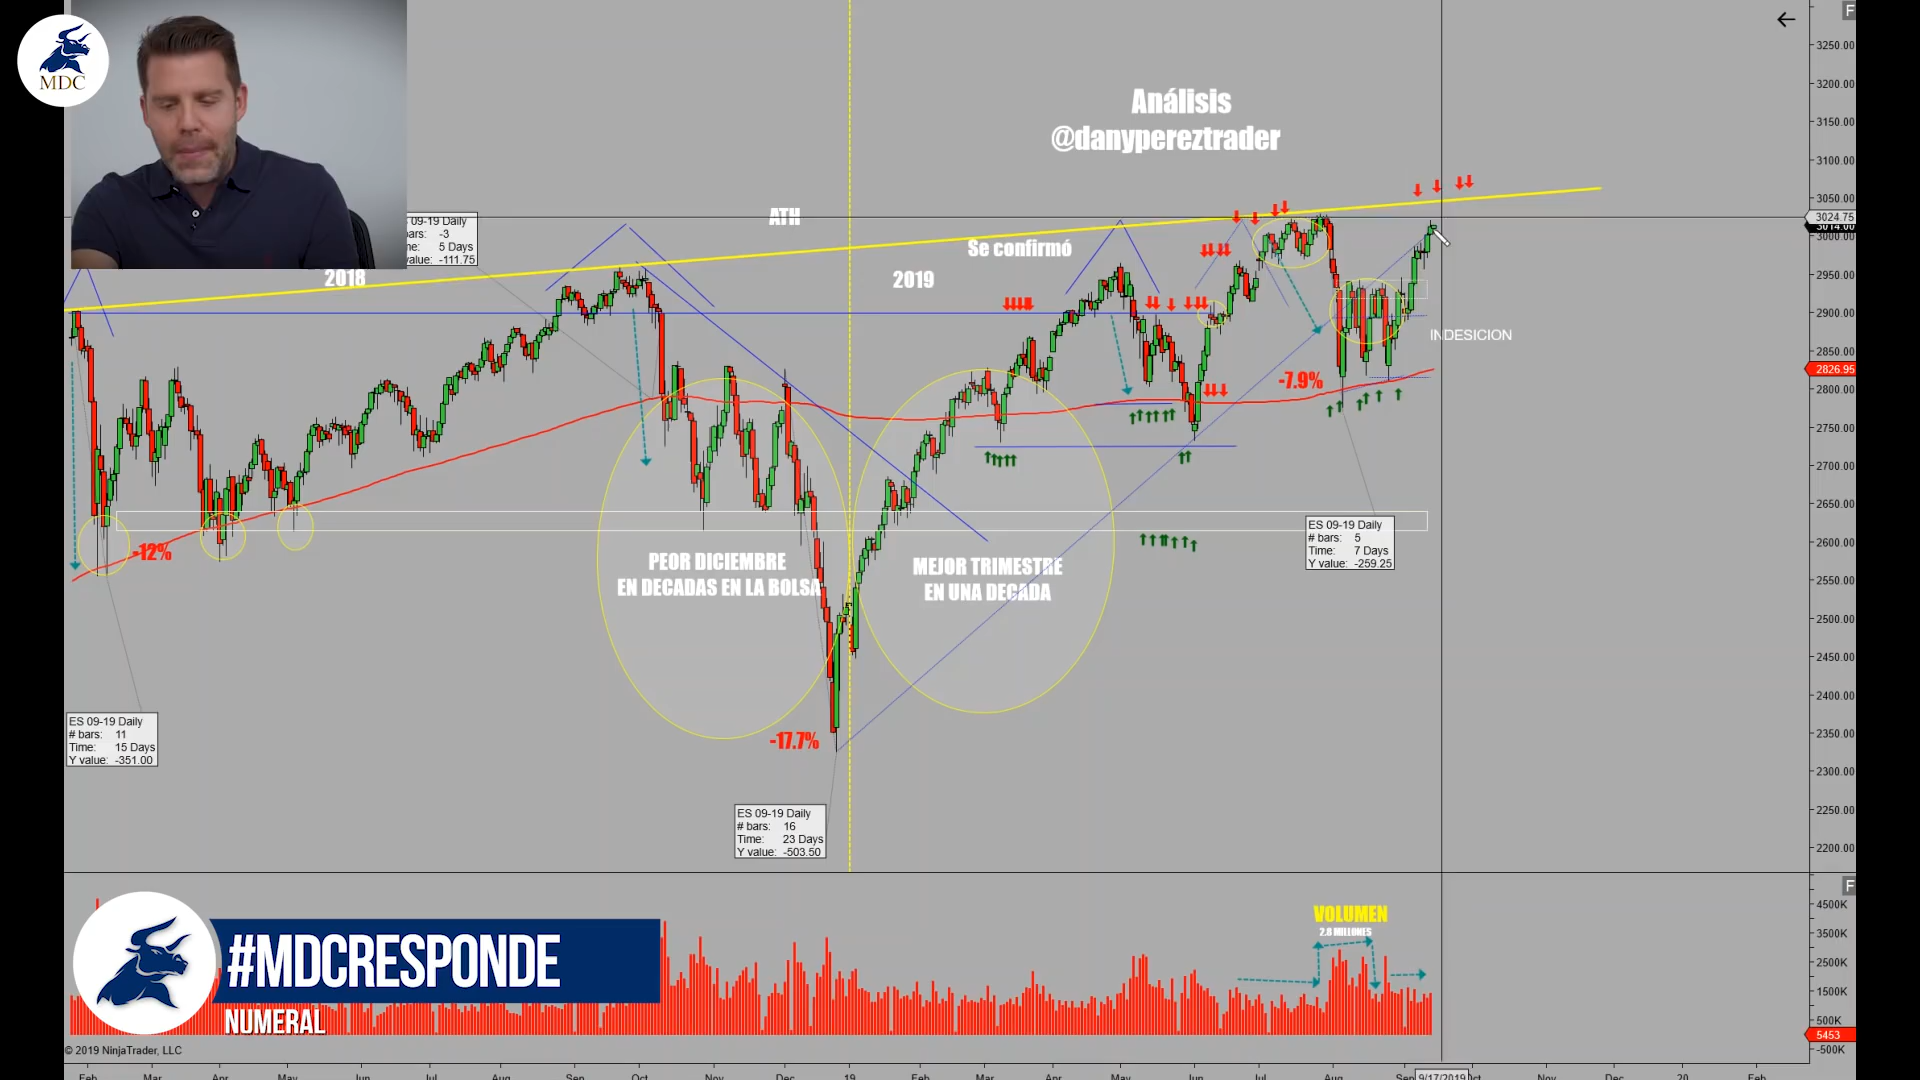 MDC
Análisis
@danypereztrader
ATH
Se confirmó
2018
2019
09-19 Daily
-3
5 Days
-111.75
INDESICION
-7.9%
-12%
PEOR DICIEMBRE
EN DECADAS EN LA BOLSA
MEJOR TRIMESTRE
EN UNA DECADA
-17.7%
ES 09-19 Daily
# bars: 5
Time: 7 Days
Y value: -259.25
ES 09-19 Daily
# bars: 11
Time: 15 Days
Y value: -351.00
ES 09-19 Daily
# bars: 16
Time: 23 Days
Y value: -503.50
F
3250.00
3200.00
3150.00
3100.00
3050.00
3024.75
3014.00
3000.00
2950.00
2900.00
2850.00
2826.95
2800.00
2750.00
2700.00
2650.00
2600.00
2550.00
2500.00
2450.00
2400.00
2350.00
2300.00
2250.00
2200.00
F
VOLUMEN
2.8 MILLONES
4500K
3500K
2500K
1500K
500K
5453
-500K
#MDCRESPONDE
NUMERAL
© 2019 NinjaTrader, LLC
Feb Mar Apr May Jun Jul Aug Sep Oct Nov Dec 19 Feb Mar Apr May Jun Jul Aug Sep 9/17/2019 Nov Dec 20 Feb